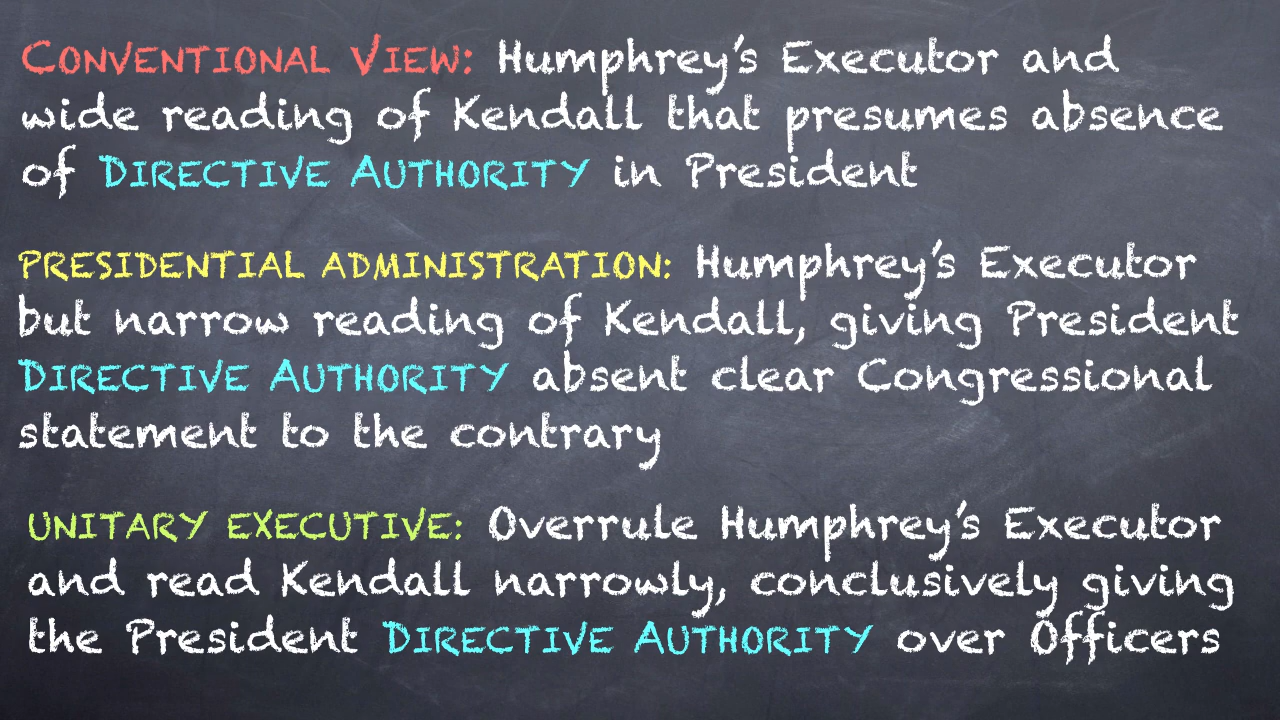 CONVENTIONAL VIEW: Humphrey's Executor and
wide reading of Kendall that presumes absence
of DIRECTIVE AUTHORITY in President
PRESIDENTIAL ADMINISTRATION: Humphrey's Executor
but narrow reading of Kendall, giving President
DIRECTIVE AUTHORITY absent clear Congressional
statement to the contrary
UNITARY EXECUTIVE: Overrule Humphrey's Executor
and read Kendall narrowly, conclusively giving
the President DIRECTIVE AUTHORITY over Officers